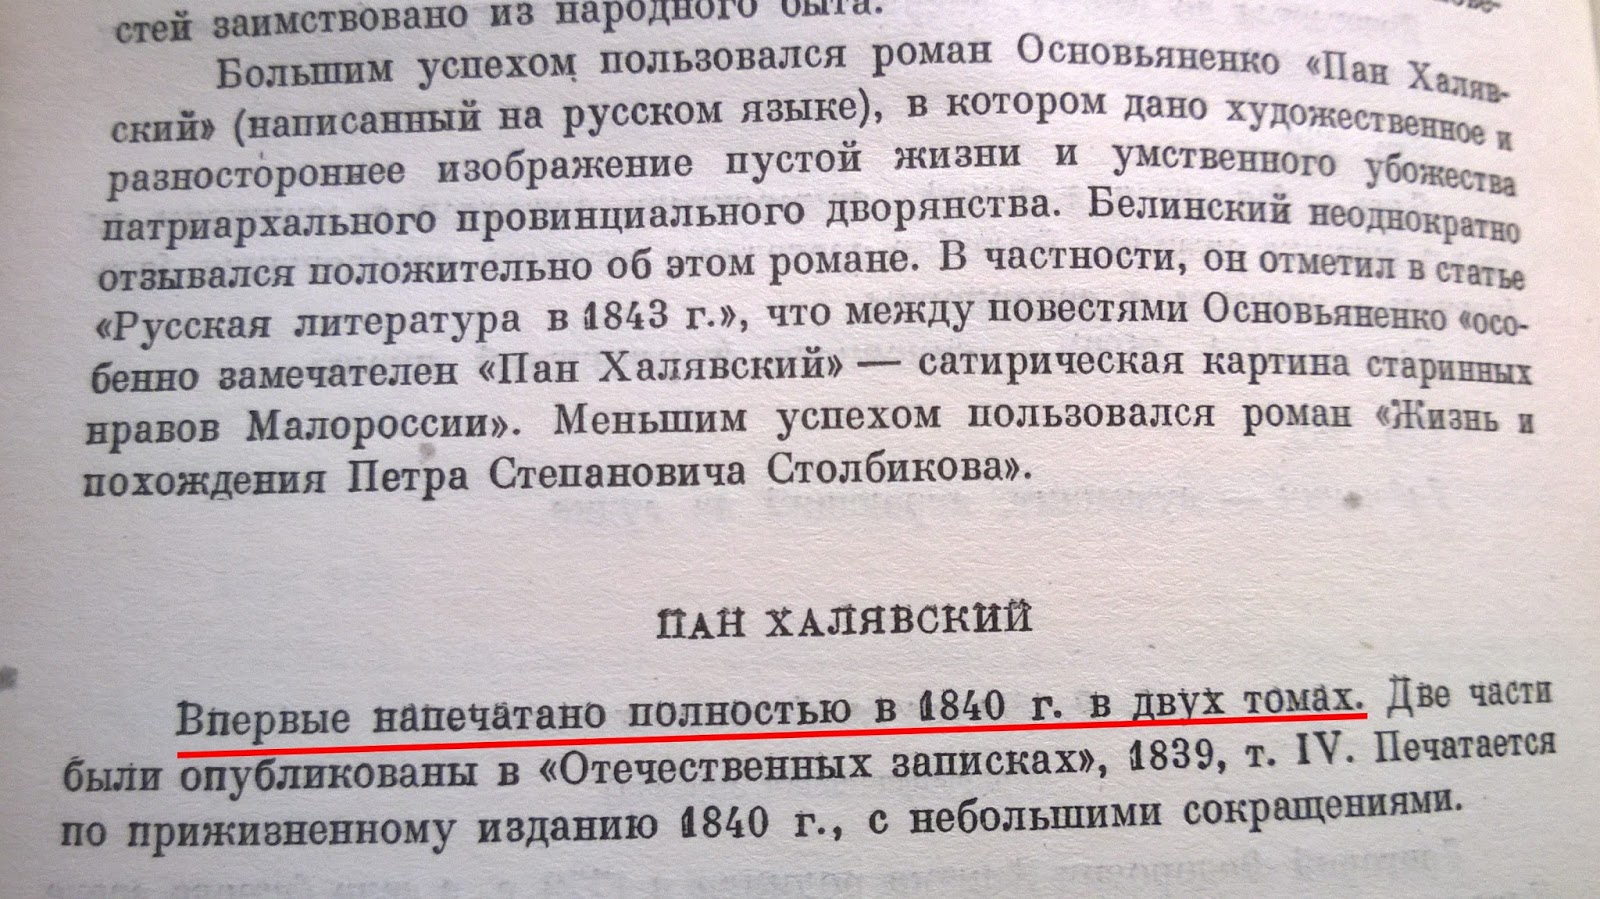 стей заимствовано из народного быта.
Большим успехом пользовался роман Основьяненко «Пан Халяв-
ский» (написанный на русском языке), в котором дано художественное и
разностороннее изображение пустой жизни и умственного убожества
патриархального провинциального дворянства. Белинский неоднократно
отзывался положительно об этом романе. В частности, он отметил в статье
«Русская литература в 1843 г.», что между повестями Основьяненко «осо-
бенно замечателен «Пан Халявский» — сатирическая картина старинных
нравов Малороссии». Меньшим успехом пользовался роман «Жизнь и
похождения Петра Степановича Столбикова».
ПАН ХАЛЯВСКИЙ
Впервые напечатано полностью в 1840 г. в двух томах. Две части
были опубликованы в «Отечественных записках», 1839, т. IV. Печатается
по прижизненному изданию 1840 г., с небольшими сокращениями.